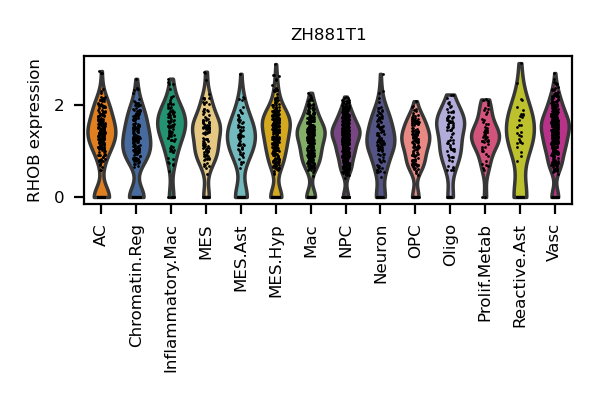 ZH881T1
RHOB expression
2
0
AC
Chromatin.Reg
Inflammatory.Mac
MES
MES.Ast
MES.Hyp
Mac
NPC
Neuron
OPC
Oligo
Prolif.Metab
Reactive.Ast
Vasc